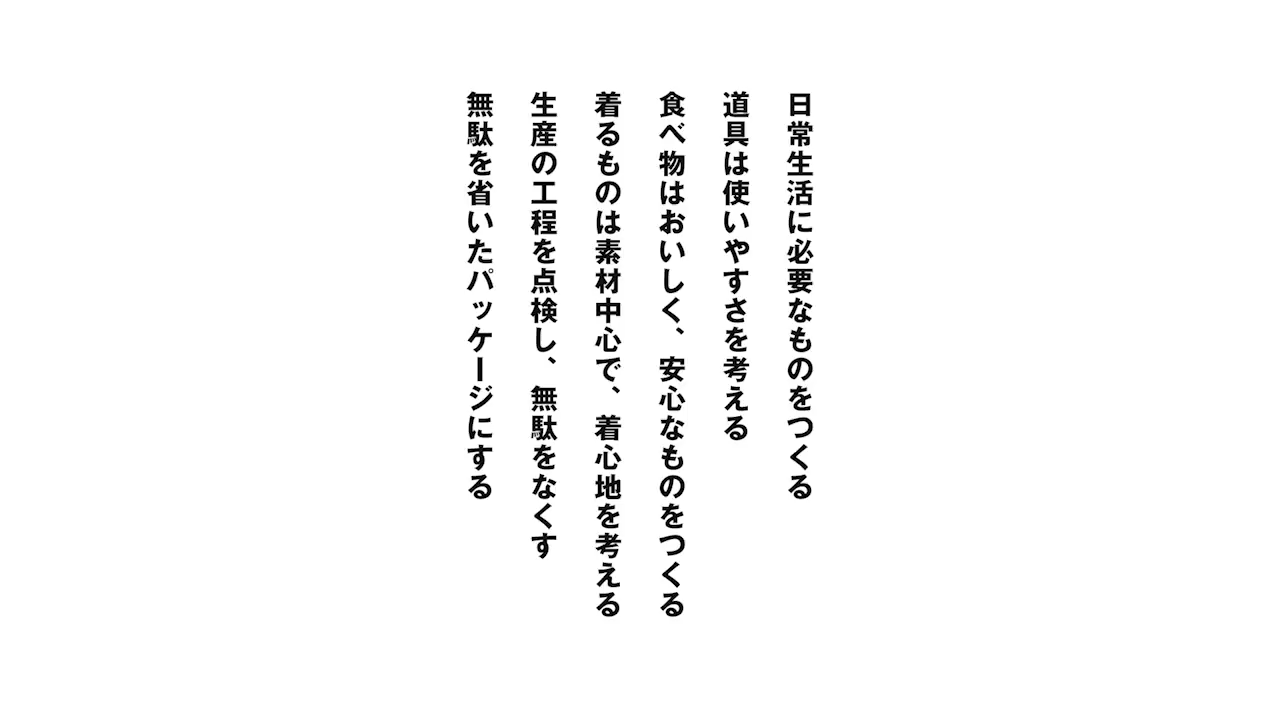 日常生活に必要なものをつくる
道具は使いやすさを考える
食べ物はおいしく、安心なものをつくる
着るものは素材中心で、着心地を考える
生産の工程を点検し、無駄をなくす
無駄を省いたパッケージにする